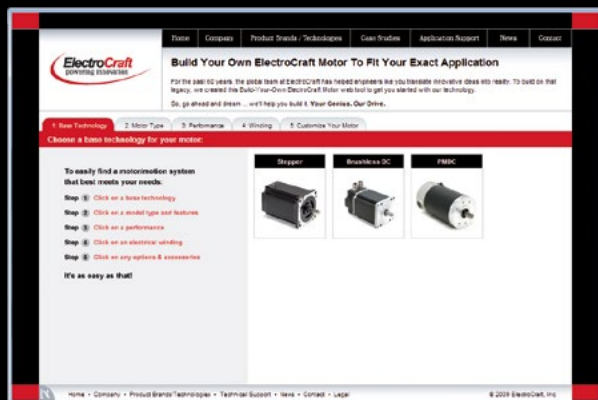 Home Company Product Brands / Technologies Case Studies Application Support News Contact
ElectroCraft
powering innovation
Build Your Own ElectroCraft Motor To Fit Your Exact Application
For the past 60 years, the global team at ElectroCraft has helped engineers like you translate innovative ideas into reality. To build on that
legacy, we created this Build-Your-Own ElectroCraft Motor web tool to get you started with our technology.
So, go ahead and dream ... we'll help you build it. Your Genius. Our Drive.
1 Base Technology 2 Motor Type 3 Performance 4 Winding 5 Customize Your Motor
Choose a base technology for your motor:
To easily find a motor/motion system
that best meets your needs:
Step 1 Click on a base technology
Step 2 Click on a model type and features
Step 3 Click on a performance
Step 4 Click on an electrical winding
Step 5 Click on any options & accessories
It's as easy as that!
Stepper Brushless DC PMDC
Home • Company • Product Brands/Technologies • Technical Support • News • Contact • Legal
© 2009 ElectroCraft, Inc.